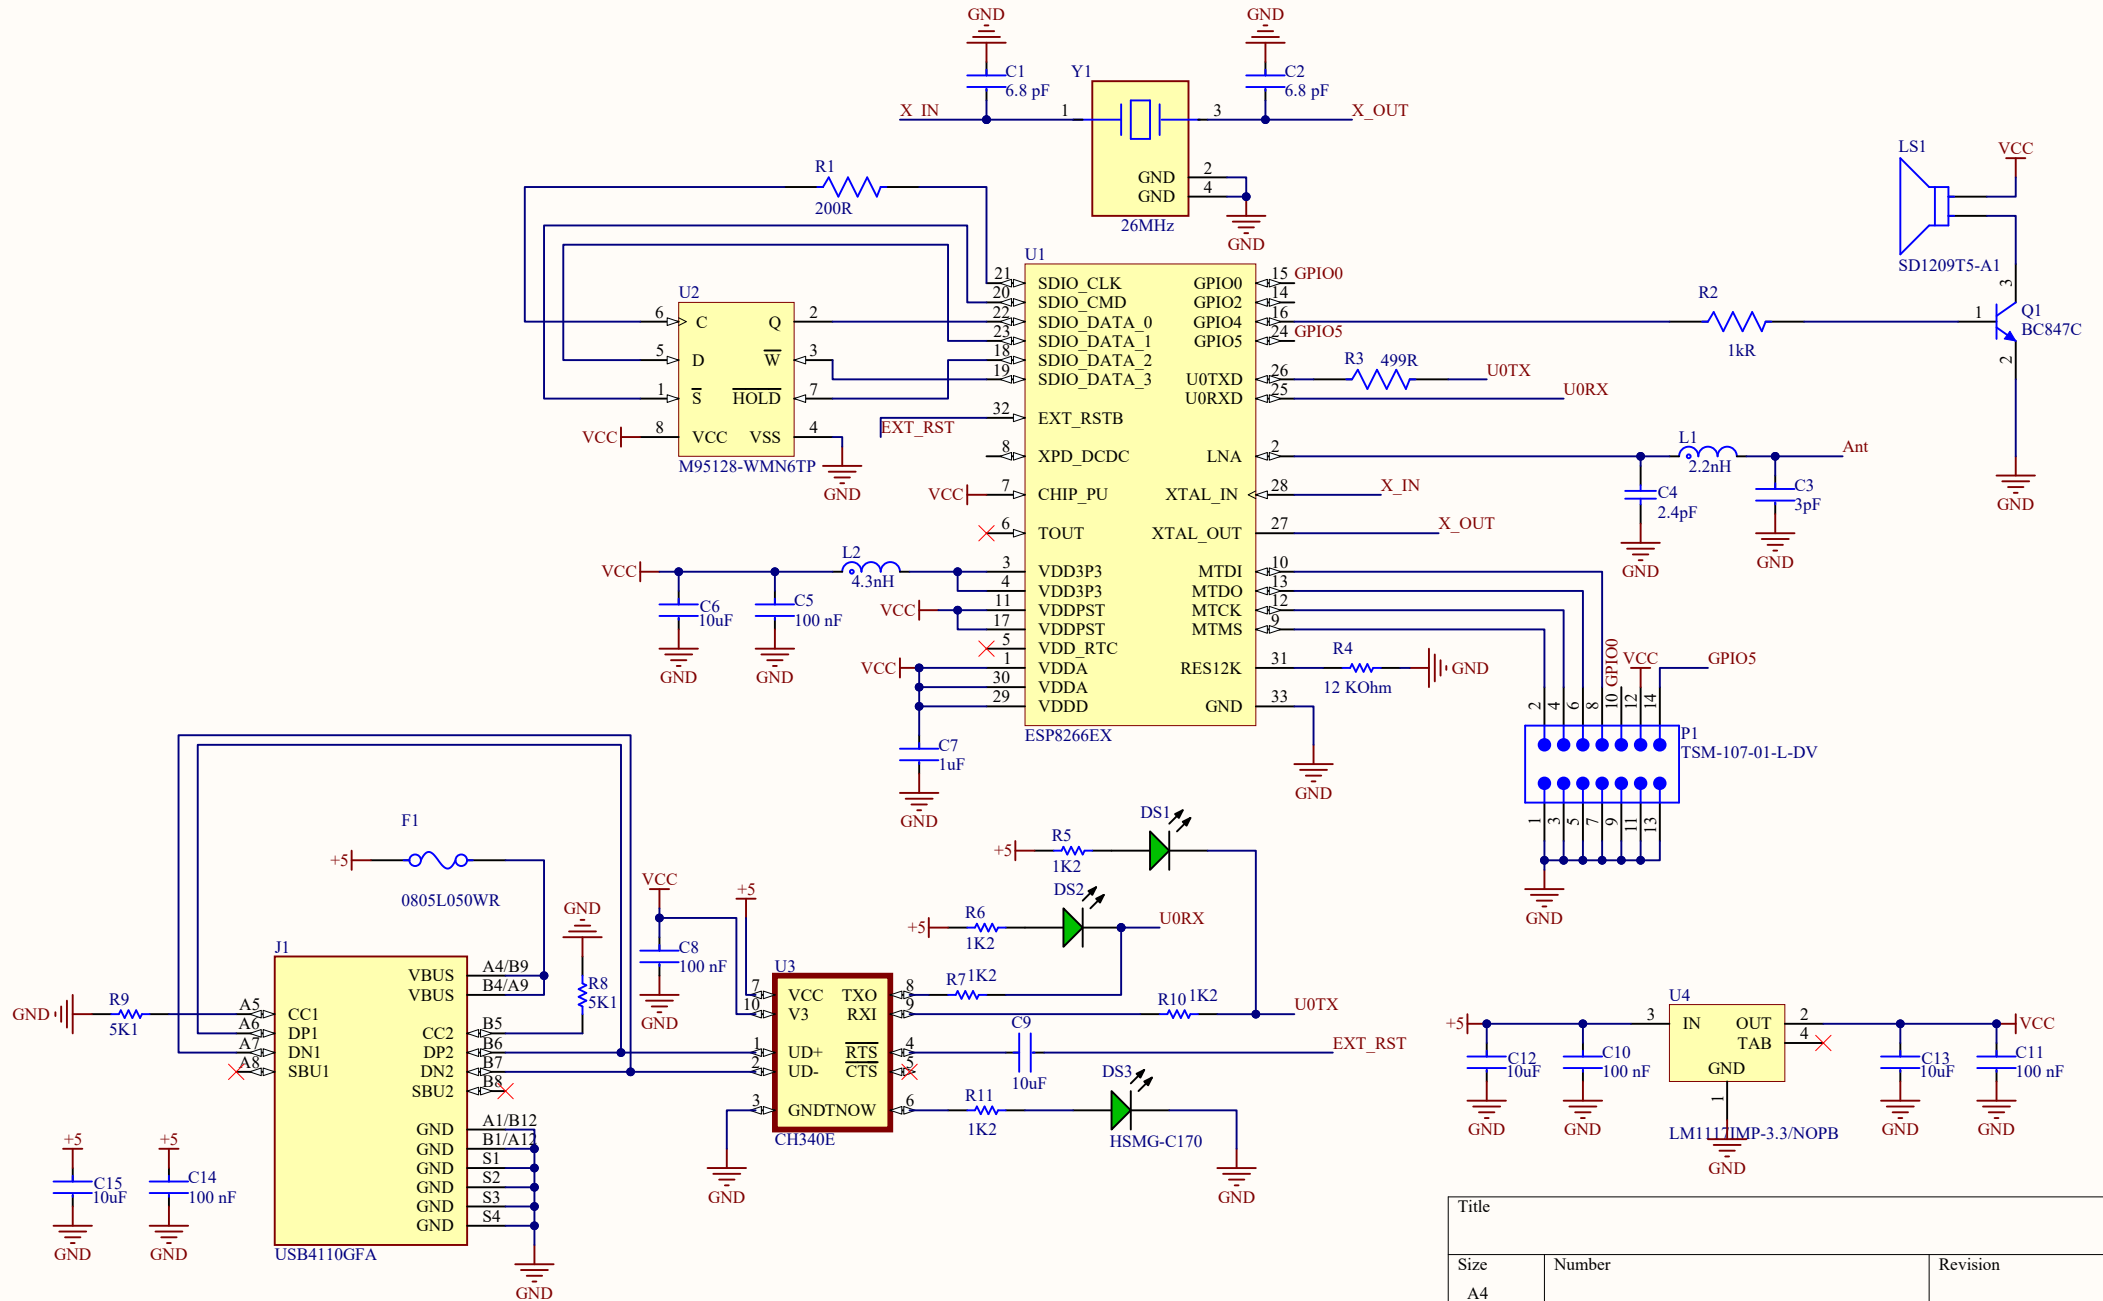 GND
GND
C1
6.8 pF
Y1
C2
6.8 pF
X_IN
1
3
X_OUT
GND
2
GND
4
26MHz
GND
R1
200R
LS1
VCC
SD1209T5-A1
3
R2
1kR
1
Q1
BC847C
2
GND
U1
21
SDIO_CLK
20
SDIO_CMD
22
SDIO_DATA_0
23
SDIO_DATA_1
18
SDIO_DATA_2
19
SDIO_DATA_3
32
EXT_RSTB
EXT_RST
8
XPD_DCDC
VCC
7
CHIP_PU
6
TOUT
3
VDD3P3
4
VDD3P3
11
VDDPST
17
VDDPST
5
VDD_RTC
1
VDDA
30
VDDA
29
VDDD
ESP8266EX
GPIO0
15
GPIO0
GPIO2
14
GPIO4
16
GPIO5
24
GPIO5
U0TXD
26
R3
499R
U0TX
U0RXD
25
U0RX
LNA
2
L1
2.2nH
Ant
C4
2.4pF
GND
C3
3pF
GND
XTAL_IN
28
X_IN
XTAL_OUT
27
X_OUT
MTDI
10
MTDO
13
MTCK
12
MTMS
9
RES12K
31
R4
12 KOhm
GND
GND
33
GND
U2
6
C
Q
2
5
D
W
3
1
S
HOLD
7
VCC
8
VCC
VSS
4
M95128-WMN6TP
GND
VCC
L2
4.3nH
C6
10uF
GND
C5
100 nF
GND
VCC
VCC
C7
1uF
GND
GPIO0
VCC
GPIO5
2
4
6
8
10
12
14
P1
TSM-107-01-L-DV
1
3
5
7
9
11
13
GND
F1
+5
0805L050WR
GND
R8
5K1
J1
VBUS
A4/B9
VBUS
B4/A9
GND
R9
5K1
A5
CC1
A6
DP1
A7
DN1
A8
SBU1
CC2
B5
DP2
B6
DN2
B7
SBU2
B8
GND
A1/B12
GND
B1/A12
GND
S1
GND
S2
GND
S3
GND
S4
USB4110GFA
GND
+5
C15
10uF
GND
+5
C14
100 nF
GND
VCC
+5
C8
100 nF
GND
U3
7
VCC
TXO
8
10
V3
RXI
9
1
UD+
RTS
4
2
UD-
CTS
5
3
GND
TNOW
6
CH340E
GND
+5
R5
1K2
DS1
+5
R6
1K2
DS2
U0RX
R7
1K2
R10
1K2
U0TX
C9
10uF
EXT_RST
R11
1K2
DS3
HSMG-C170
GND
U4
+5
3
IN
OUT
2
VCC
TAB
4
GND
1
LM1117IMP-3.3/NOPB
GND
C12
10uF
GND
C10
100 nF
GND
C13
10uF
GND
C11
100 nF
GND
Title
Size
Number
Revision
A4